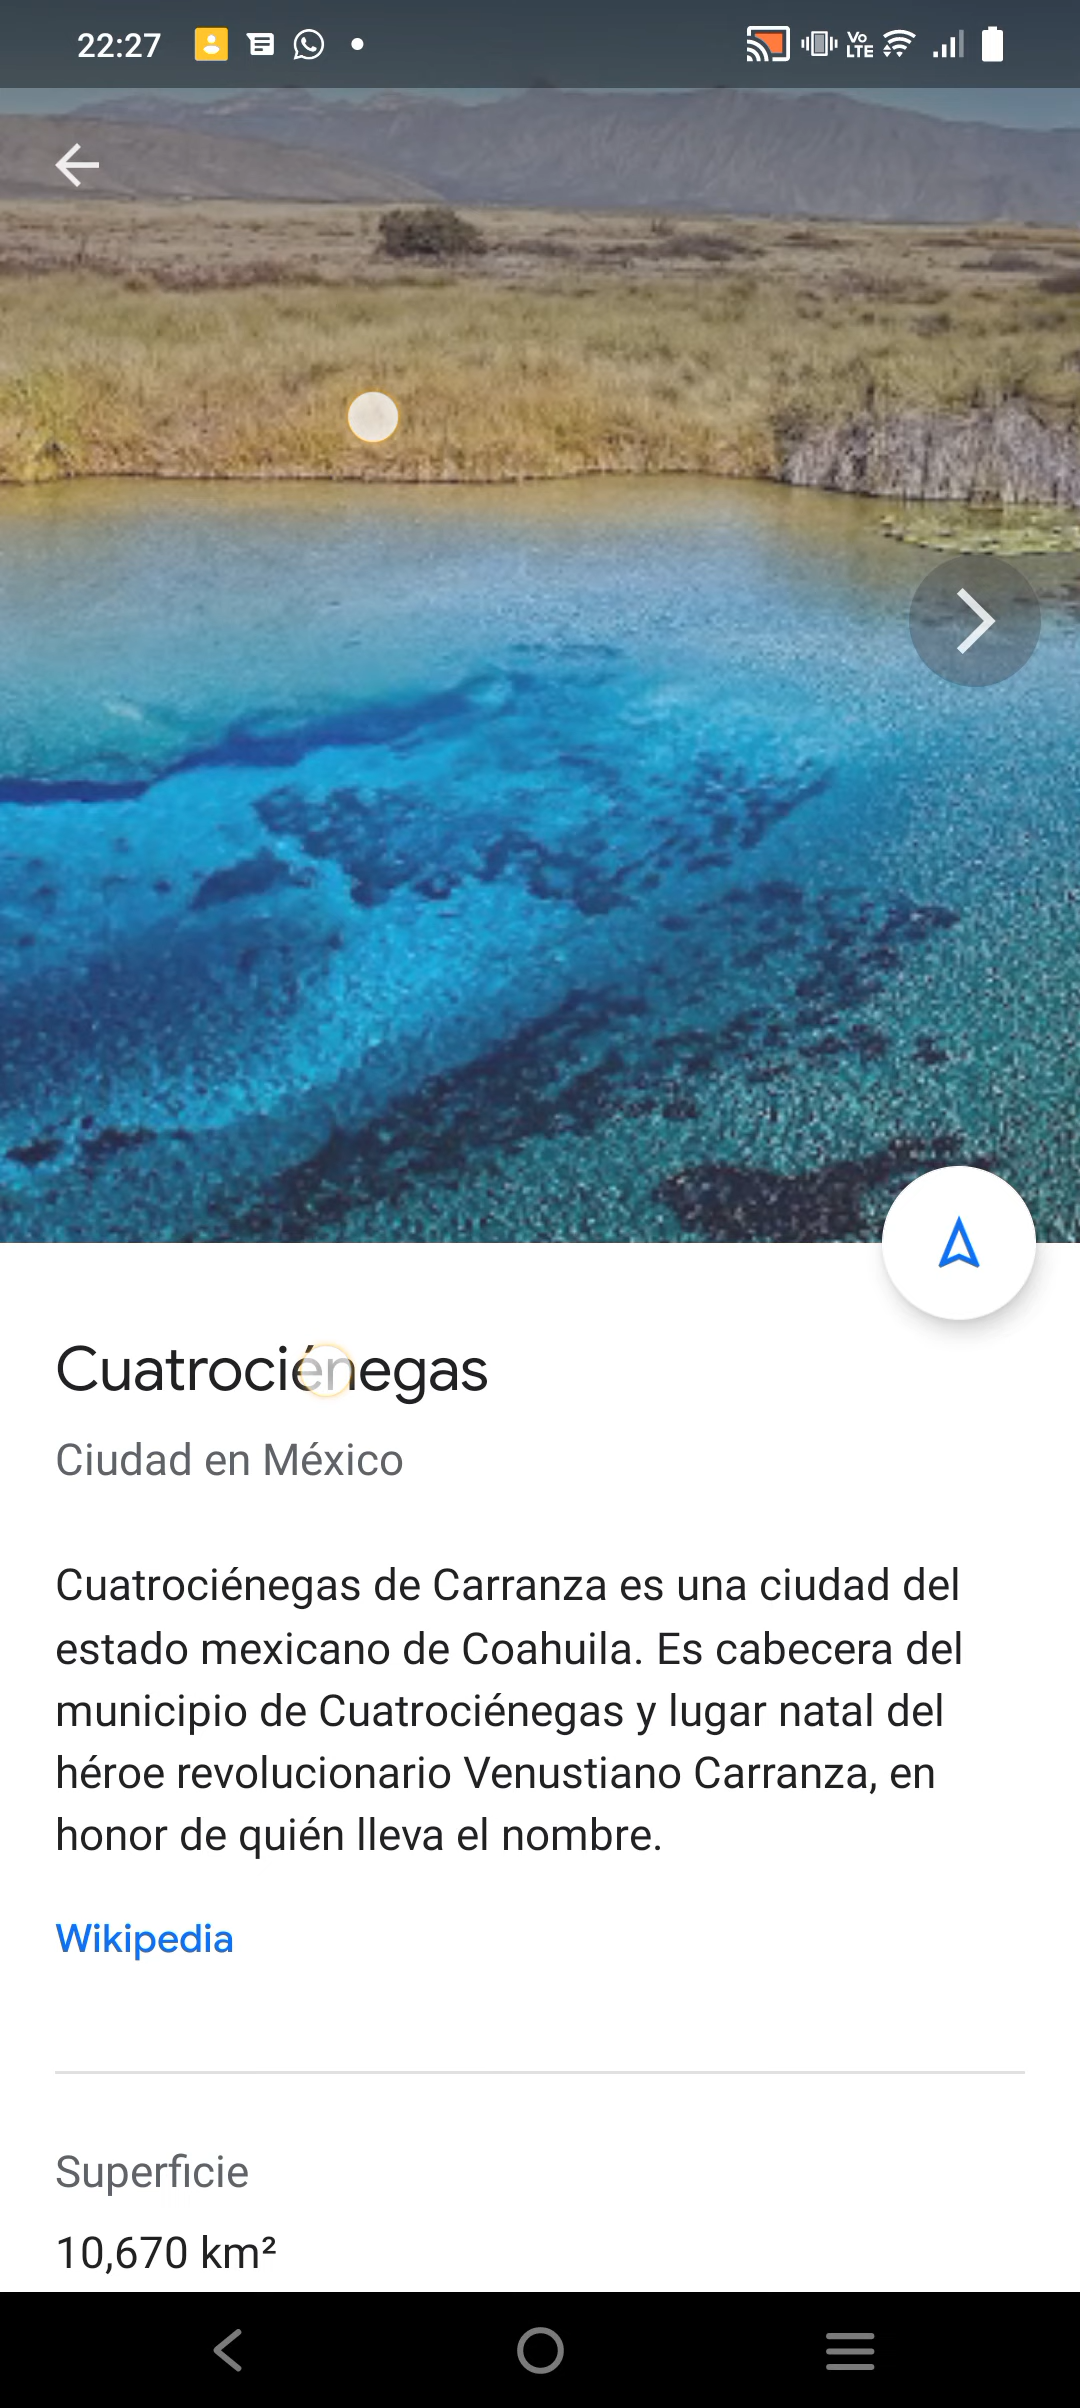 22:27
Vo
LTE
Cuatrociénegas
Ciudad en México
Cuatrociénegas de Carranza es una ciudad del
estado mexicano de Coahuila. Es cabecera del
municipio de Cuatrociénegas y lugar natal del
héroe revolucionario Venustiano Carranza, en
honor de quién lleva el nombre.
Wikipedia
Superficie
10,670 km²